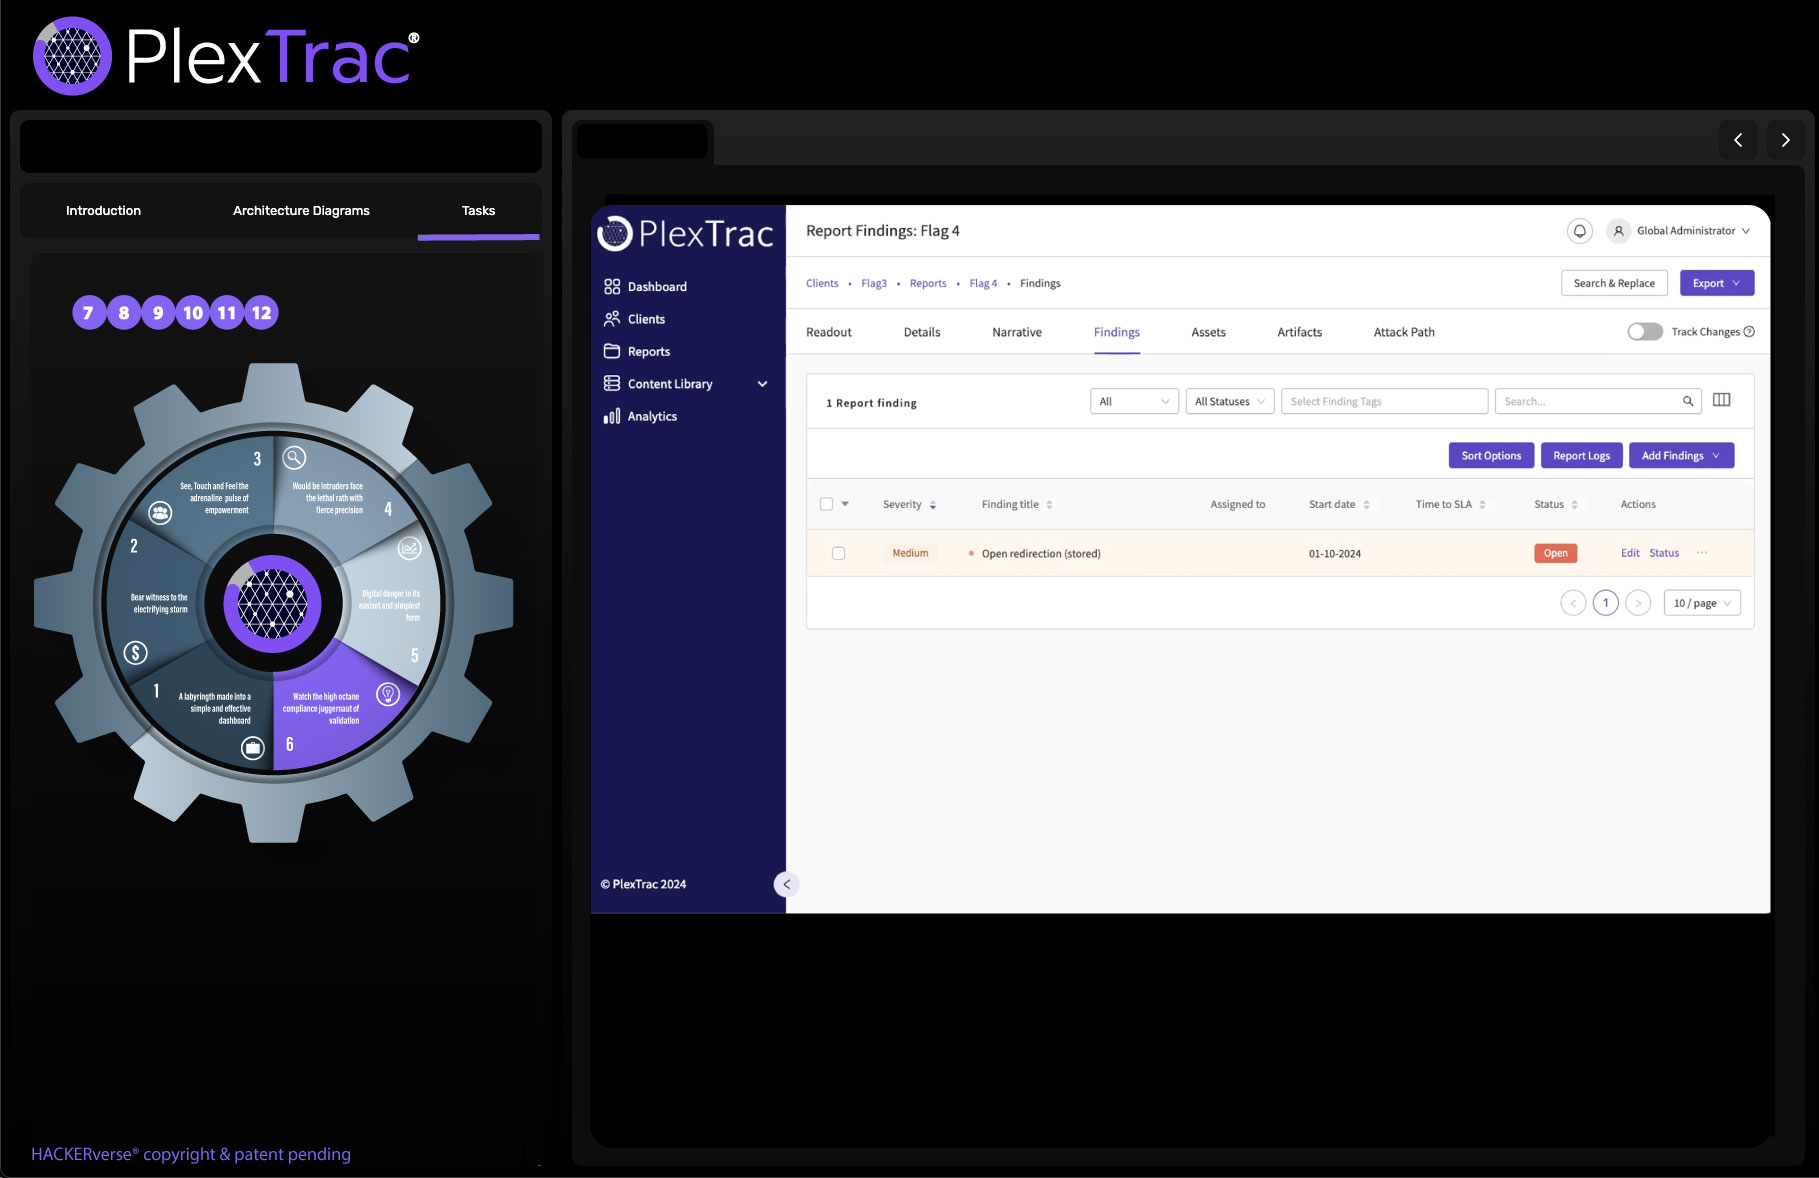 PlexTrac®
Introduction
Architecture Diagrams
Tasks
7 8 9 10 11 12
3
See, Touch and Feel the
adrenaline pulse of
empowerment
Would be intruders face
the lethal rath with
fierce precision
4
2
Bear witness to the
electrifying storm
$
Digital danger in its
easiset and simplest
form
5
1
A labyringth made into a
simple and effective
dashboard
Watch the high octane
compliance juggernaut of
validation
6
HACKERverse® copyright & patent pending
PlexTrac
Dashboard
Clients
Reports
Content Library
Analytics
© PlexTrac 2024
Report Findings: Flag 4
Global Administrator
Clients • Flag3 • Reports • Flag 4 • Findings
Search & Replace
Export
Readout
Details
Narrative
Findings
Assets
Artifacts
Attack Path
Track Changes
1 Report finding
All
All Statuses
Select Finding Tags
Search...
Sort Options
Report Logs
Add Findings
Severity
Finding title
Assigned to
Start date
Time to SLA
Status
Actions
Medium
Open redirection (stored)
01-10-2024
Open
Edit
Status
...
< 1 >
10 / page